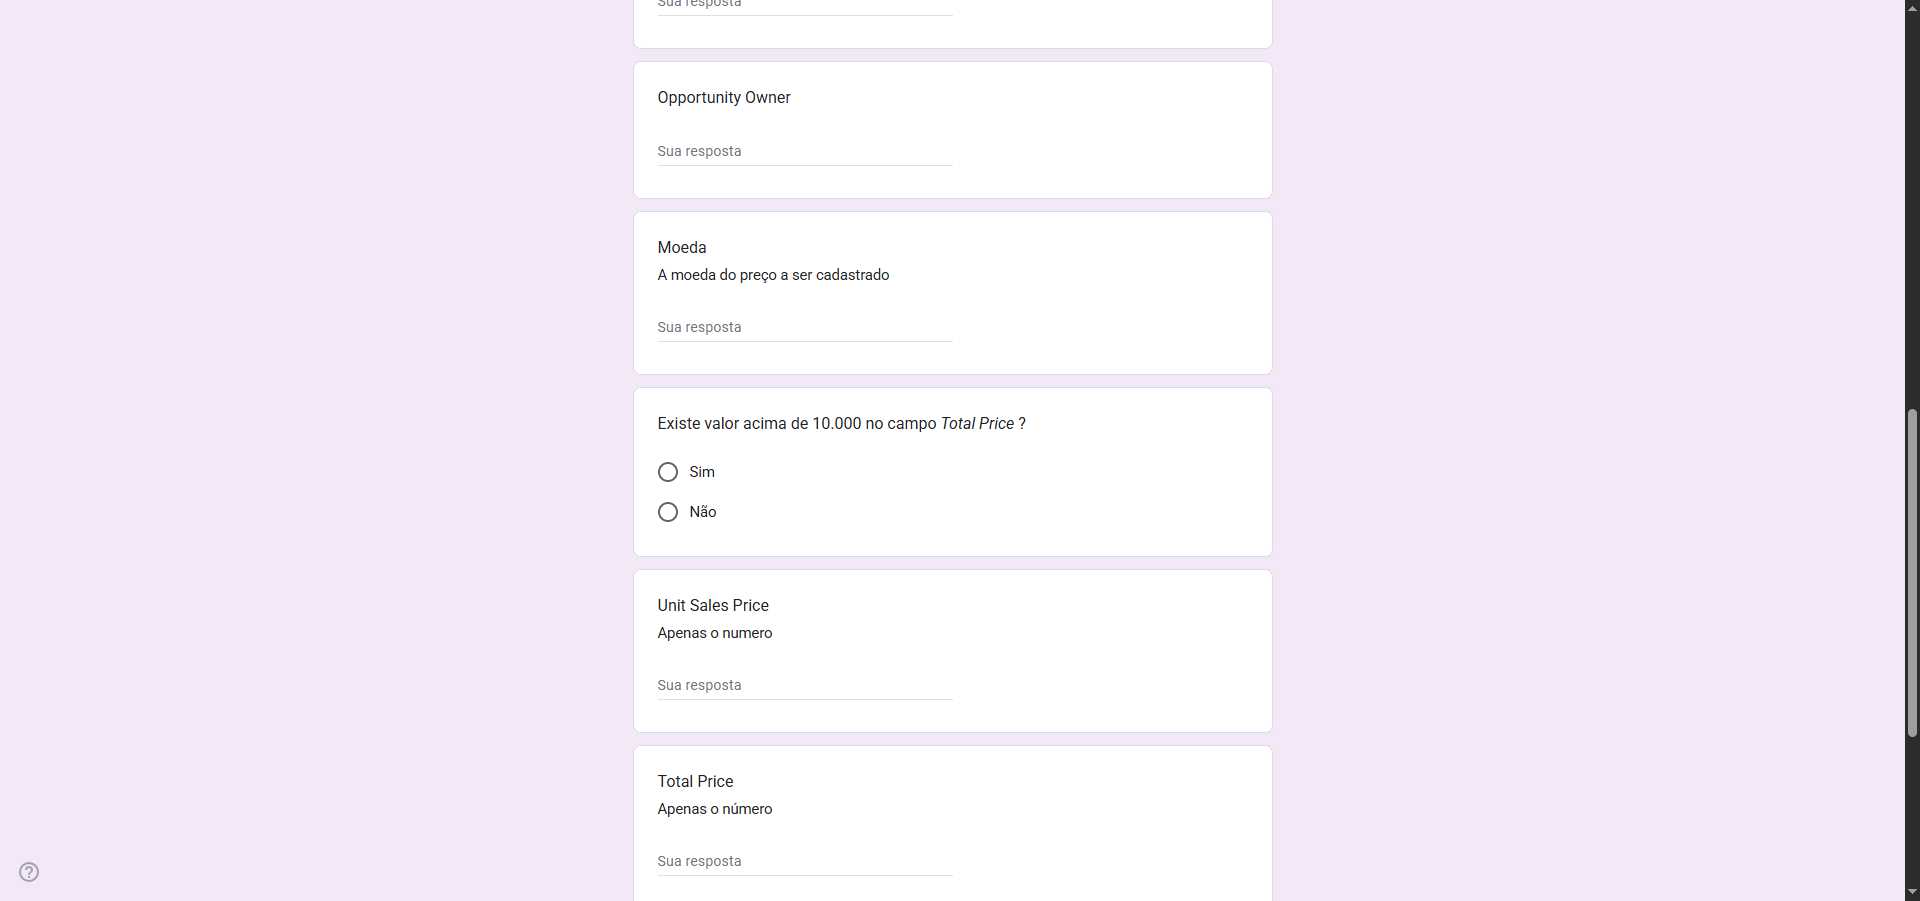 Sua resposta
Opportunity Owner
Sua resposta
Moeda
A moeda do preço a ser cadastrado
Sua resposta
Existe valor acima de 10.000 no campo Total Price ?
Sim
Não
Unit Sales Price
Apenas o numero
Sua resposta
Total Price
Apenas o número
Sua resposta